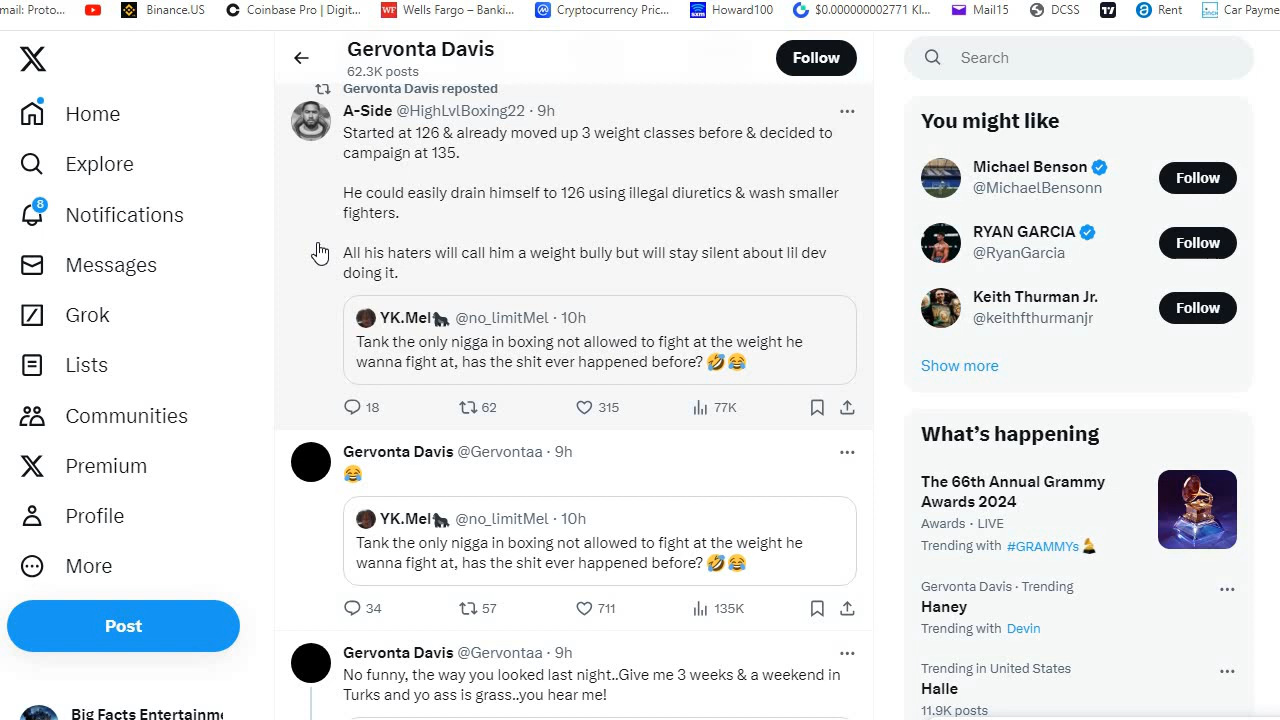 mail: Proto...
Binance.US
Coinbase Pro | Digit...
WF
Wells Fargo – Banki...
Cryptocurrency Pric...
sxm
Howard100
$0.000000002771 Kl...
Mail15
DCSS
Rent
Car Payme
Gervonta Davis
62.3K posts
Follow
Search
Home
Explore
8
Notifications
Messages
Grok
Lists
Communities
Premium
Profile
More
Post
Big Facts Entertainme
Gervonta Davis reposted
A-Side @HighLvlBoxing22 · 9h
Started at 126 & already moved up 3 weight classes before & decided to
campaign at 135.
He could easily drain himself to 126 using illegal diuretics & wash smaller
fighters.
All his haters will call him a weight bully but will stay silent about lil dev
doing it.
YK.Mel🦍 @no_limitMel · 10h
Tank the only nigga in boxing not allowed to fight at the weight he
wanna fight at, has the shit ever happened before? 🤣😂
18 62 315 77K
Gervonta Davis @Gervontaa · 9h
😂
YK.Mel🦍 @no_limitMel · 10h
Tank the only nigga in boxing not allowed to fight at the weight he
wanna fight at, has the shit ever happened before? 🤣😂
34 57 711 135K
Gervonta Davis @Gervontaa · 9h
No funny, the way you looked last night..Give me 3 weeks & a weekend in
Turks and yo ass is grass..you hear me!
You might like
Michael Benson
@MichaelBensonn
Follow
RYAN GARCIA
@RyanGarcia
Follow
Keith Thurman Jr.
@keithfthurmanjr
Follow
Show more
What's happening
The 66th Annual Grammy
Awards 2024
Awards · LIVE
Trending with #GRAMMYs
Gervonta Davis · Trending
Haney
Trending with Devin
Trending in United States
Halle
11.9K posts